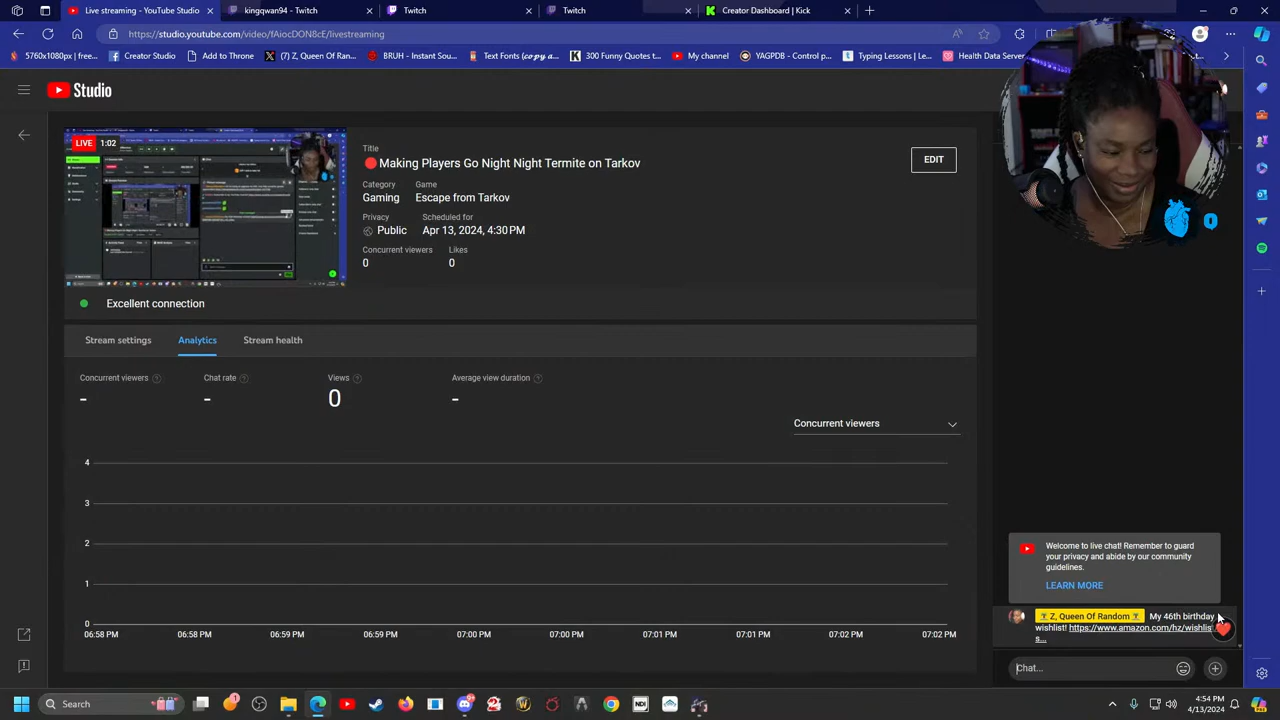 Live streaming - YouTube Studio
kingqwan94 - Twitch
Twitch
Twitch
Creator Dashboard | Kick
https://studio.youtube.com/video/fAiocDON8cE/livestreaming
5760x1080px | free...
Creator Studio
Add to Throne
(7) Z, Queen Of Ran...
BRUH - Instant Sou...
Text Fonts (𝓬𝓸𝓹𝔂 𝓪...
300 Funny Quotes t...
My channel
YAGPDB - Control p...
Typing Lessons | Le...
Health Data Server
Studio
LIVE 1:02
Title
Making Players Go Night Night Termite on Tarkov
EDIT
Category Game
Gaming Escape from Tarkov
Privacy Scheduled for
Public Apr 13, 2024, 4:30 PM
Concurrent viewers Likes
0 0
Excellent connection
Stream settings Analytics Stream health
Concurrent viewers Chat rate Views Average view duration
- - 0 -
Concurrent viewers
4
3
2
1
0
06:58 PM 06:58 PM 06:59 PM 06:59 PM 07:00 PM 07:00 PM 07:01 PM 07:01 PM 07:02 PM 07:02 PM
Welcome to live chat! Remember to guard
your privacy and abide by our community
guidelines.
LEARN MORE
Z, Queen Of Random My 46th birthday
wishlist! https://www.amazon.com/hz/wishlis
s...
Chat...
Search
4:54 PM
4/13/2024